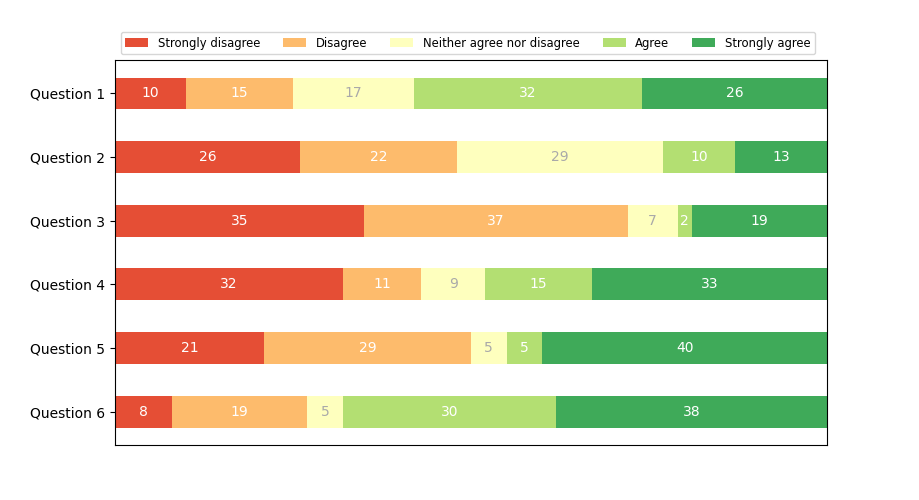 Strongly disagree Disagree Neither agree nor disagree Agree Strongly agree
Question 1 10 15 17 32 26
Question 2 26 22 29 10 13
Question 3 35 37 7 2 19
Question 4 32 11 9 15 33
Question 5 21 29 5 5 40
Question 6 8 19 5 30 38